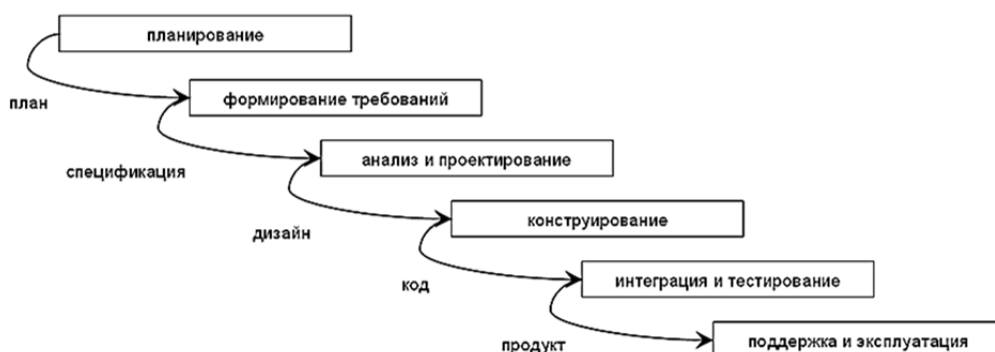 планирование
план
формирование требований
спецификация
анализ и проектирование
дизайн
конструирование
код
интеграция и тестирование
продукт
поддержка и эксплуатация